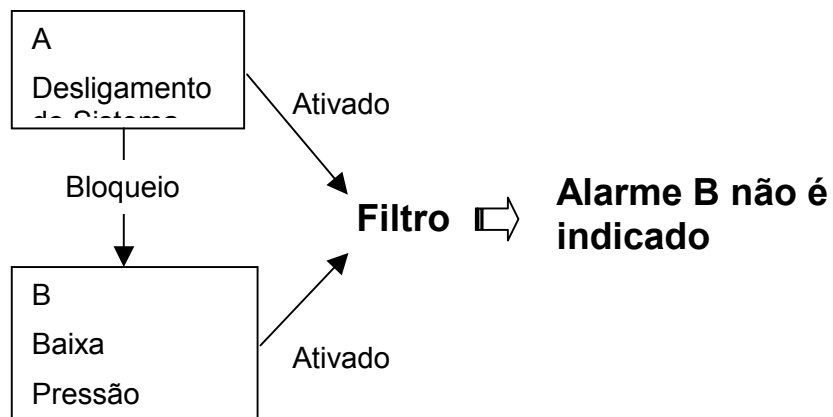 A
Desligamento
Ativado
Bloqueio
Filtro
Alarme B não é
indicado
B
Baixa
Pressão
Ativado